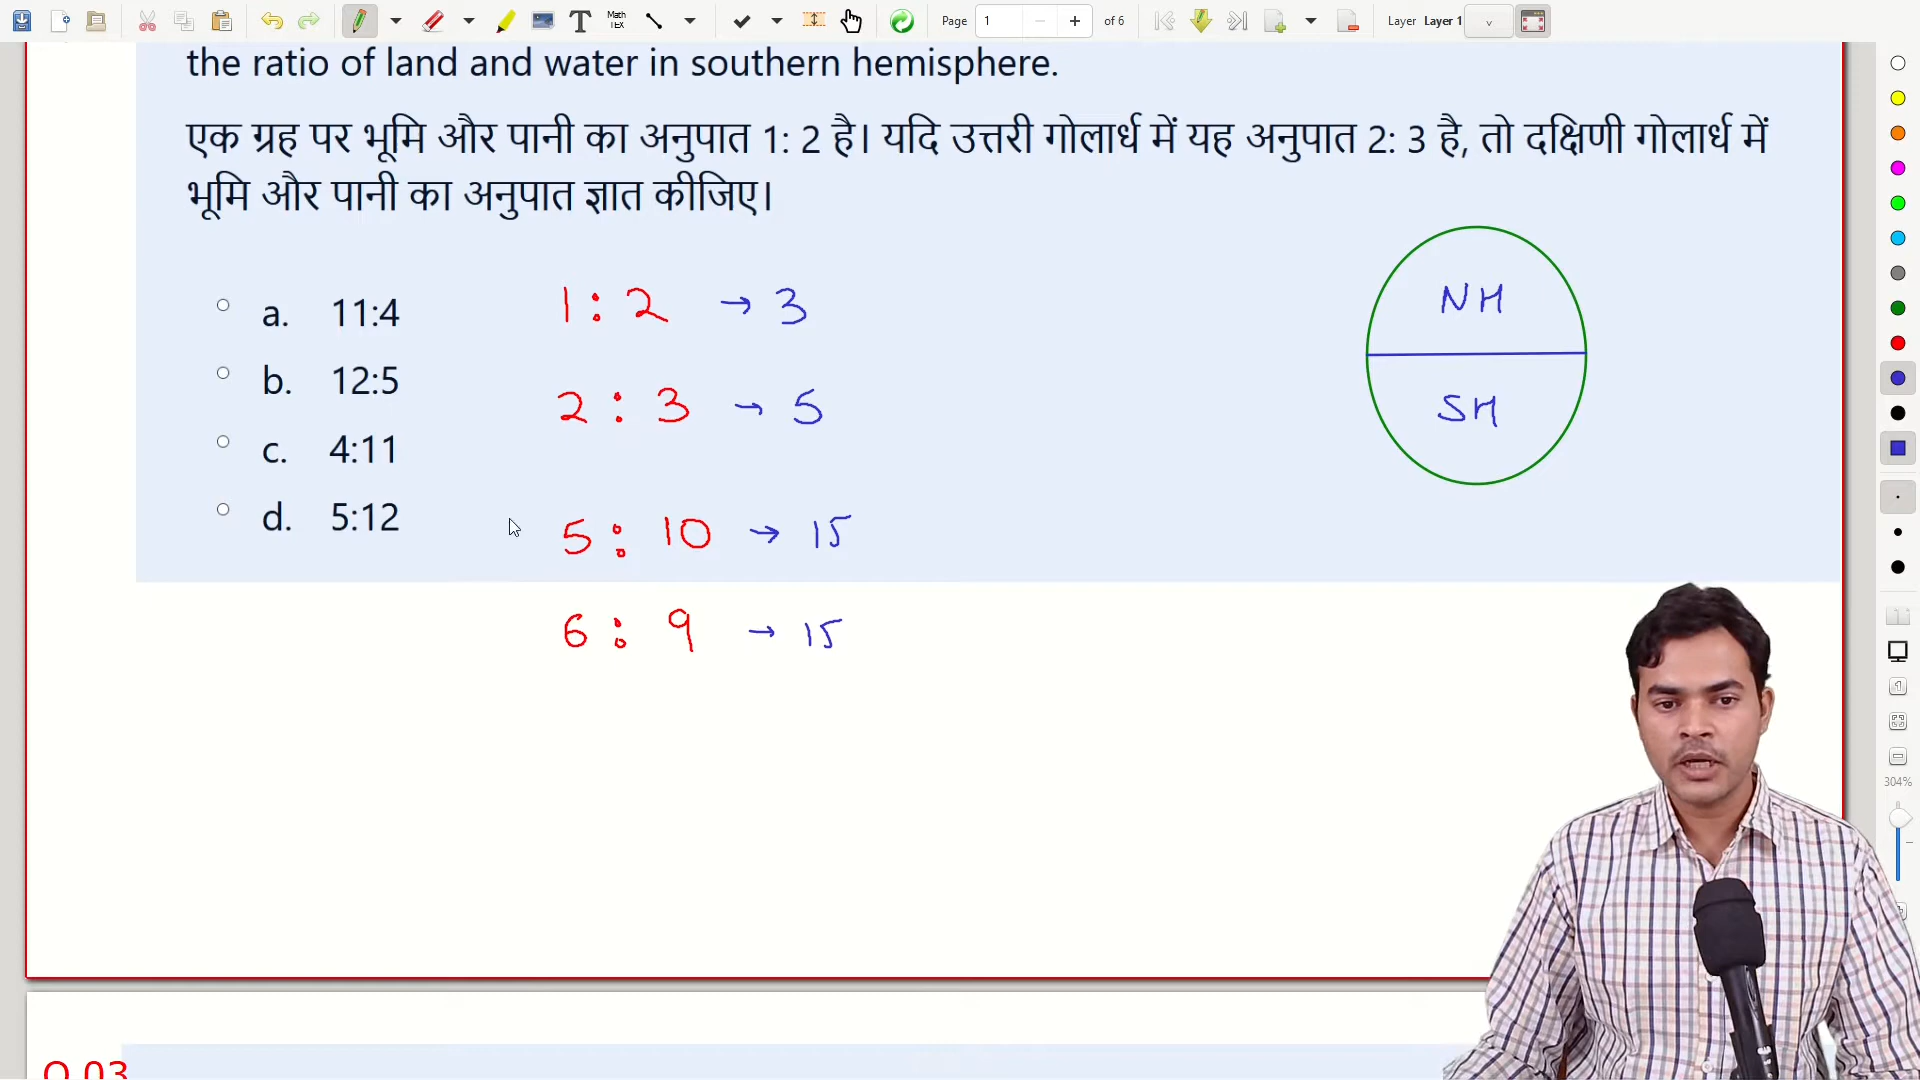 Math
TEX
T
Page 1 of 6
Layer Layer 1
the ratio of land and water in southern hemisphere.
एक ग्रह पर भूमि और पानी का अनुपात 1: 2 है। यदि उत्तरी गोलार्ध में यह अनुपात 2: 3 है, तो दक्षिणी गोलार्ध में
भूमि और पानी का अनुपात ज्ञात कीजिए।
a. 11:4
b. 12:5
c. 4:11
d. 5:12
1 : 2 → 3
2 : 3 → 5
5 : 10 → 15
6 : 9 → 15
NH
SH
304%
Q.03